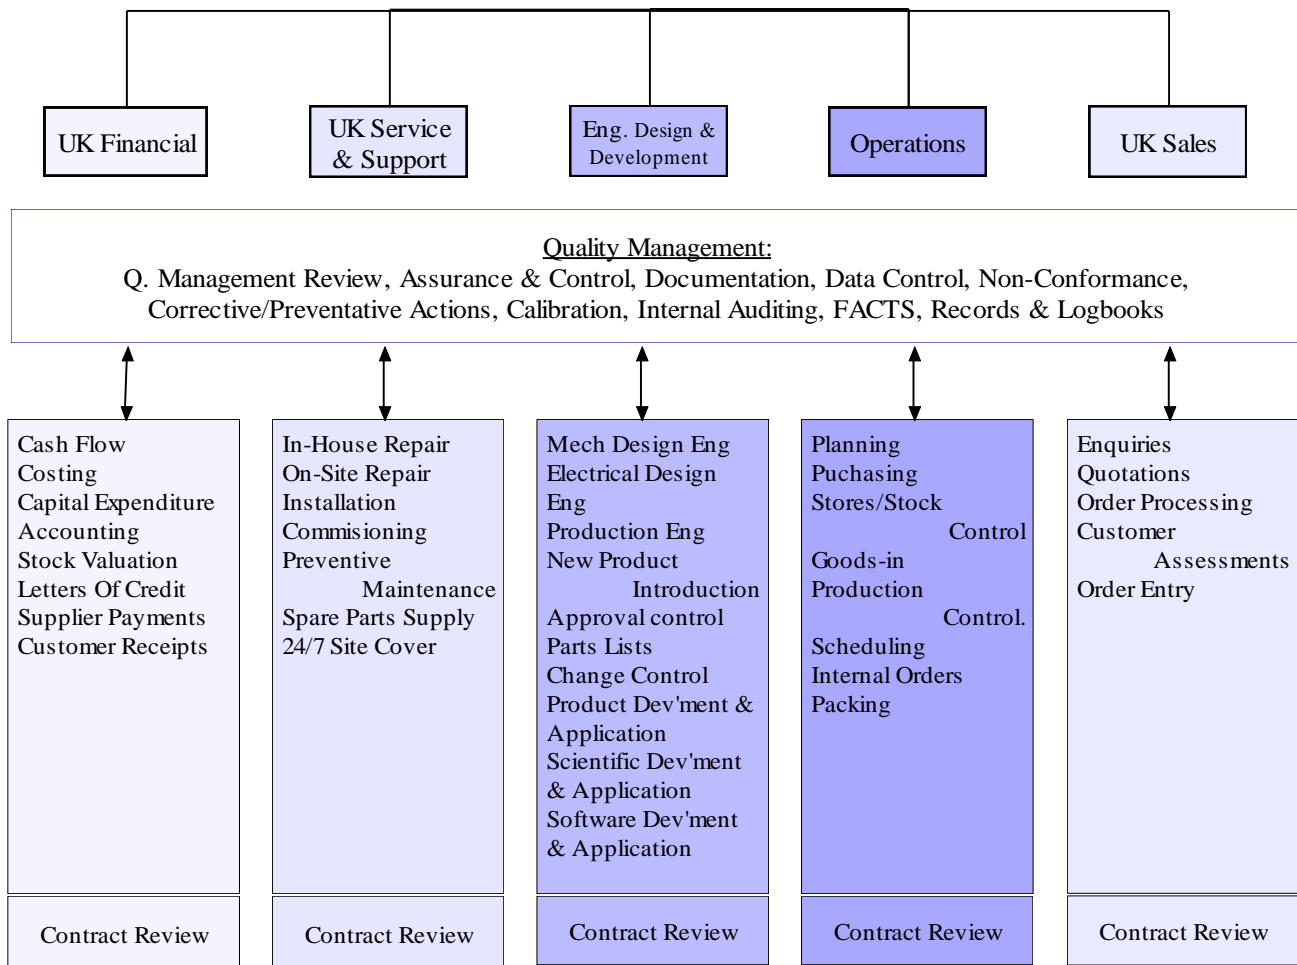 UK Financial
UK Service
& Support
Eng. Design &
Development
Operations
UK Sales
Quality Management:
Q. Management Review, Assurance & Control, Documentation, Data Control, Non-Conformance,
Corrective/Preventative Actions, Calibration, Internal Auditing, FACTS, Records & Logbooks
Cash Flow
Costing
Capital Expenditure
Accounting
Stock Valuation
Letters Of Credit
Supplier Payments
Customer Receipts
In-House Repair
On-Site Repair
Installation
Commisioning
Preventive
Maintenance
Spare Parts Supply
24/7 Site Cover
Mech Design Eng
Electrical Design
Eng
Production Eng
New Product
Introduction
Approval control
Parts Lists
Change Control
Product Dev'ment &
Application
Scientific Dev'ment
& Application
Software Dev'ment
& Application
Planning
Puchasing
Stores/Stock
Control
Goods-in
Production
Control.
Scheduling
Internal Orders
Packing
Enquiries
Quotations
Order Processing
Customer
Assessments
Order Entry
Contract Review
Contract Review
Contract Review
Contract Review
Contract Review